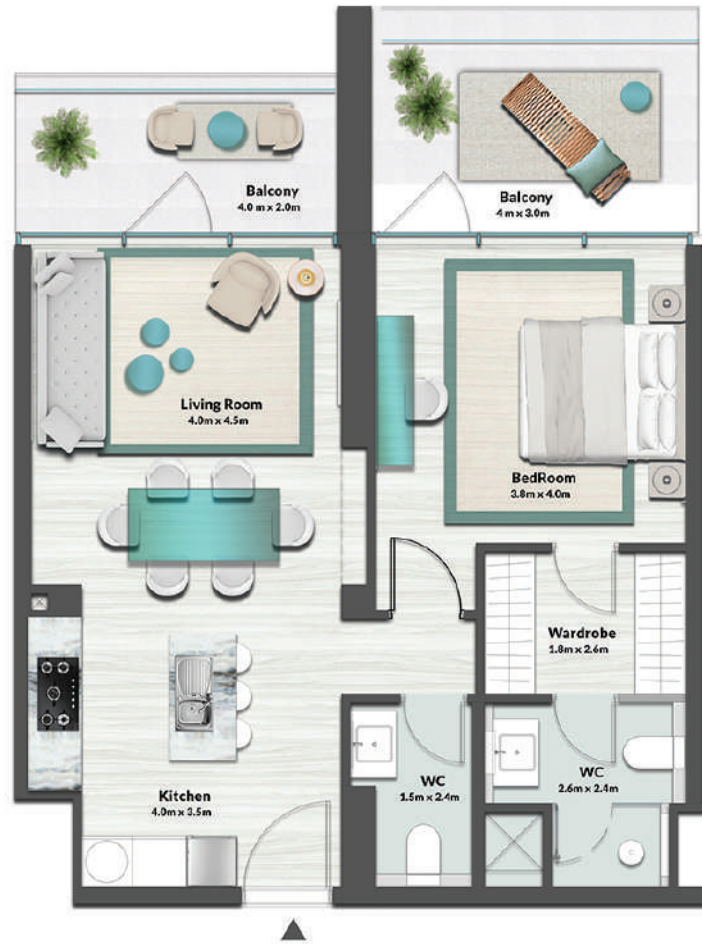 Balcony
4.0 m x 2.0m
Balcony
4 m x 3.0m
Living Room
4.0m x 4.5m
BedRoom
3.8m x 4.0m
Wardrobe
1.8m x 2.6m
Kitchen
4.0m x 3.5m
WC
1.5m x 2.4m
WC
2.6m x 2.4m